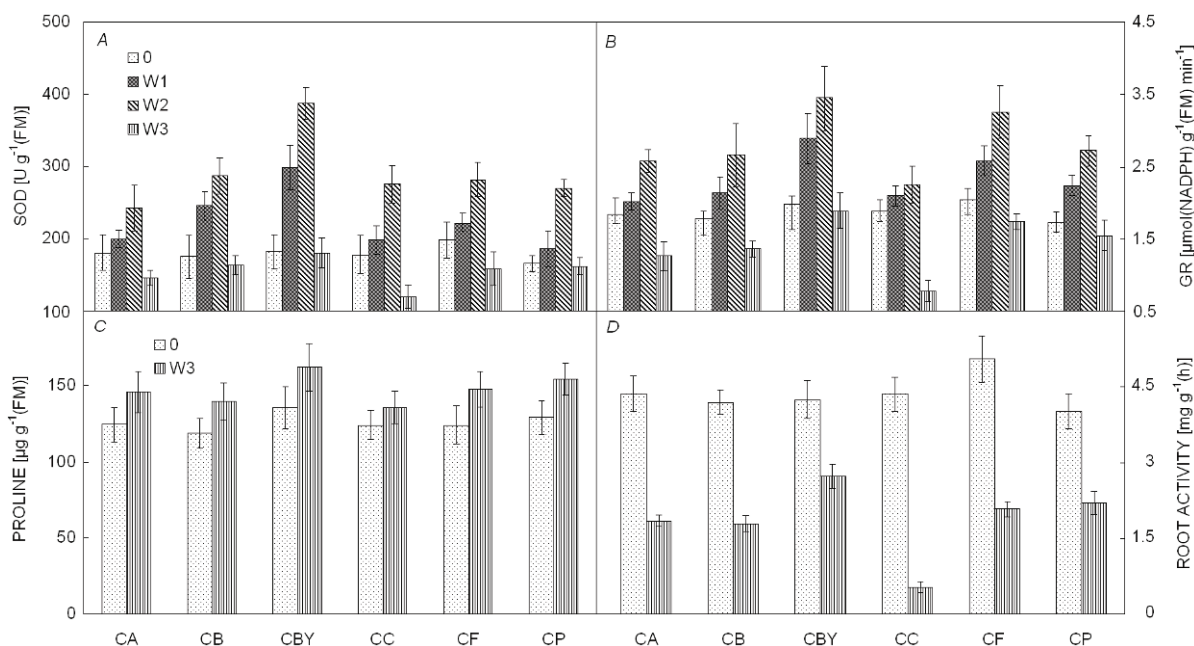 500
400
300
200
100
SOD [U g⁻¹(FM)]
A
0
W1
W2
W3
B
4.5
3.5
2.5
1.5
0.5
GR [µmol(NADPH) g⁻¹(FM) min⁻¹]
C
0
W3
150
100
50
0
PROLINE [µg g⁻¹(FM)]
D
4.5
3
1.5
0
ROOT ACTIVITY [mg g⁻¹(h)]
CA CB CBY CC CF CP CA CB CBY CC CF CP